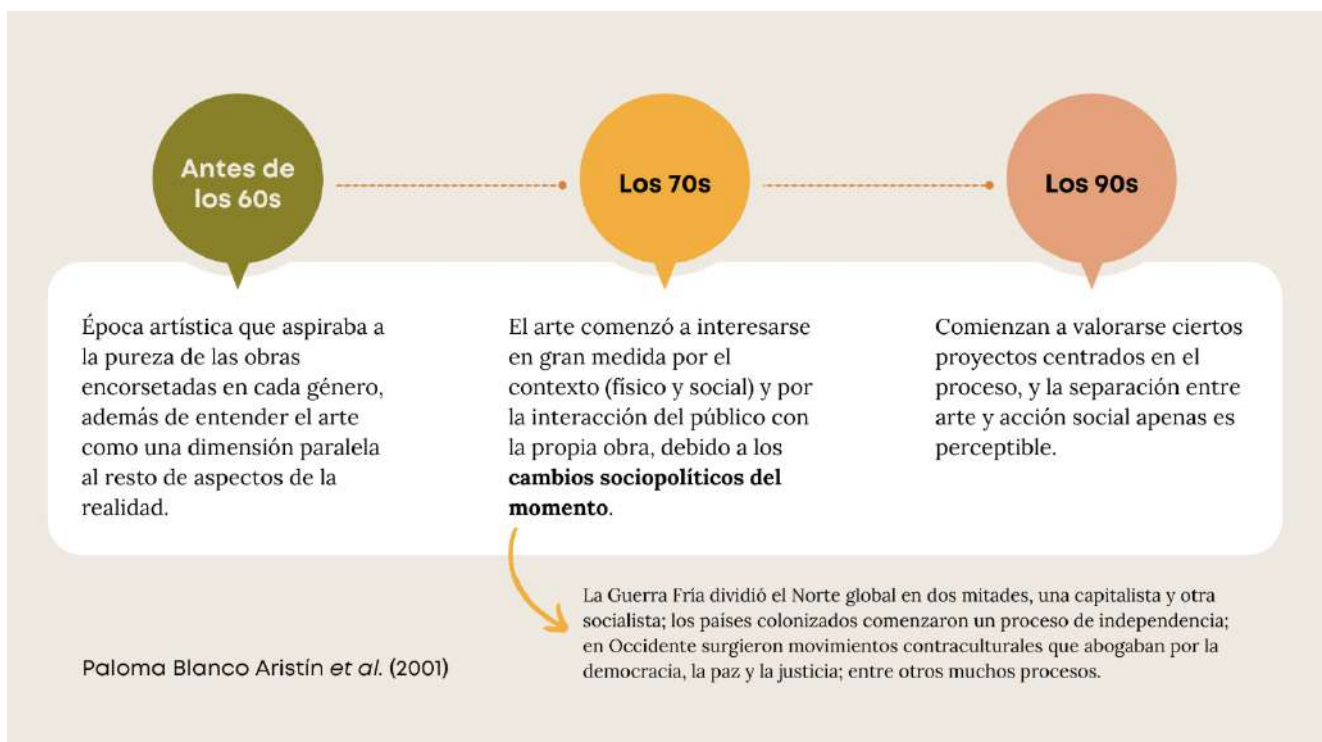 Antes de
los 60s
Los 70s
Los 90s
Época artística que aspiraba a
la pureza de las obras
encorsetadas en cada género,
además de entender el arte
como una dimensión paralela
al resto de aspectos de la
realidad.
El arte comenzó a interesarse
en gran medida por el
contexto (físico y social) y por
la interacción del público con
la propia obra, debido a los
cambios sociopolíticos del
momento.
Comienzan a valorarse ciertos
proyectos centrados en el
proceso, y la separación entre
arte y acción social apenas es
perceptible.
La Guerra Fría dividió el Norte global en dos mitades, una capitalista y otra
socialista; los países colonizados comenzaron un proceso de independencia;
en Occidente surgieron movimientos contraculturales que abogaban por la
democracia, la paz y la justicia; entre otros muchos procesos.
Paloma Blanco Aristín et al. (2001)